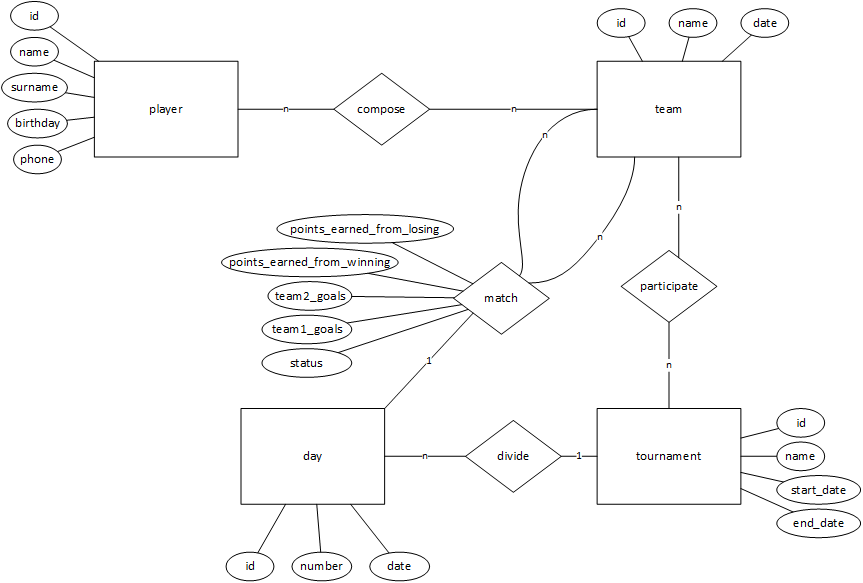 id
name
surname
birthday
phone
player
n
compose
n
id
name
date
team
n
n
n
points_earned_from_losing
points_earned_from_winning
team2_goals
team1_goals
status
match
participate
1
n
day
n
divide
1
tournament
id
name
start_date
end_date
id
number
date